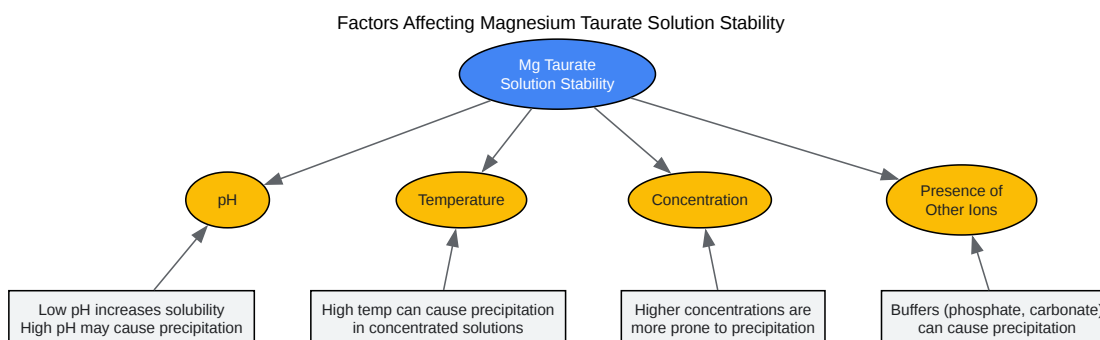 Factors Affecting Magnesium Taurate Solution Stability
Mg Taurate
Solution Stability
pH
Temperature
Concentration
Presence of
Other Ions
Low pH increases solubility
High pH may cause precipitation
High temp can cause precipitation
in concentrated solutions
Higher concentrations are
more prone to precipitation
Buffers (phosphate, carbonate)
can cause precipitation